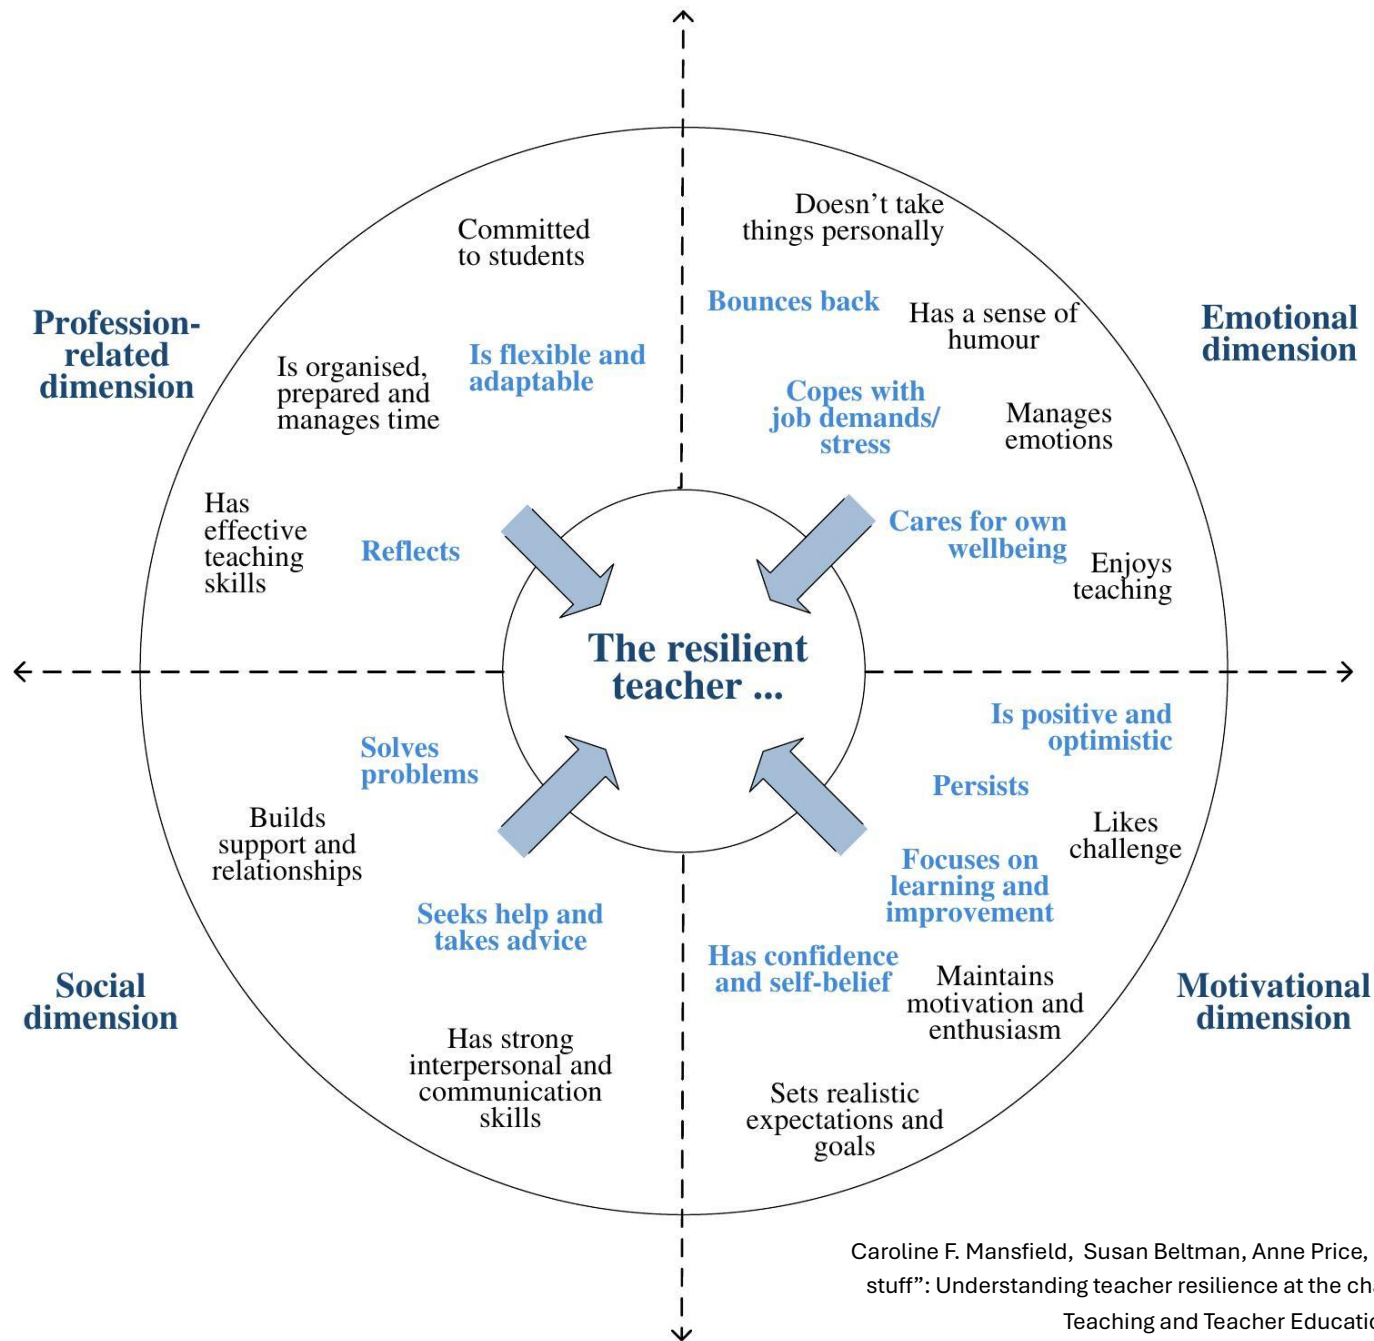 Profession-
related
dimension
Committed
to students
Is flexible and
adaptable
Is organised,
prepared and
manages time
Has
effective
teaching
skills
Reflects
Emotional
dimension
Doesn’t take
things personally
Bounces back
Has a sense of
humour
Copes with
job demands/
stress
Manages
emotions
Cares for own
wellbeing
Enjoys
teaching
The resilient
teacher ...
Social
dimension
Solves
problems
Builds
support and
relationships
Seeks help and
takes advice
Has strong
interpersonal and
communication
skills
Motivational
dimension
Is positive and
optimistic
Persists
Likes
challenge
Focuses on
learning and
improvement
Has confidence
and self-belief
Maintains
motivation and
enthusiasm
Sets realistic
expectations and
goals
Caroline F. Mansfield, Susan Beltman, Anne Price,
stuff”: Understanding teacher resilience at the
Teaching and Teacher